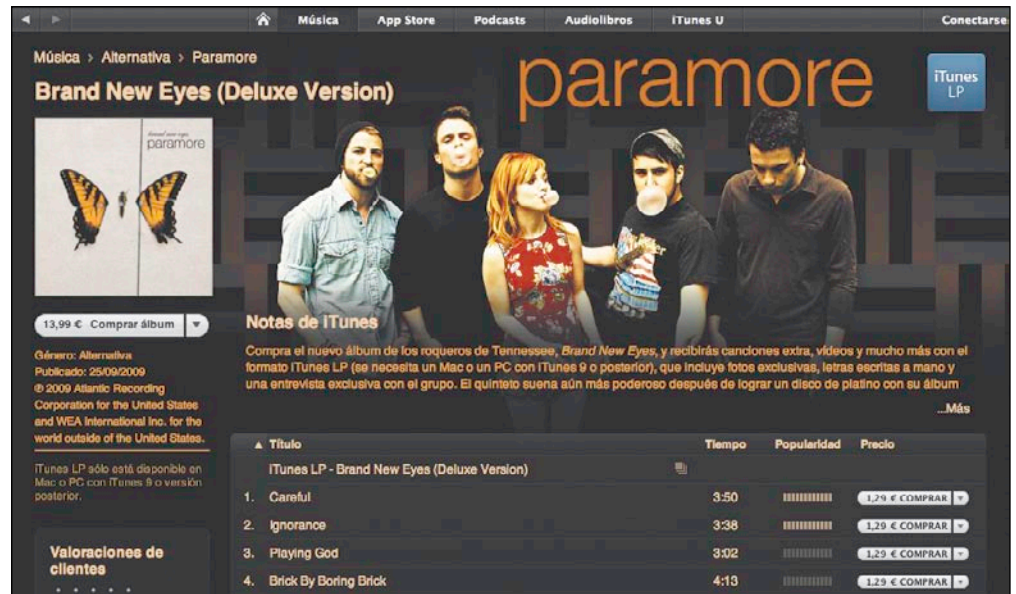 Música
App Store
Podcasts
Audiolibros
iTunes U
Conectarse
Música > Alternativa > Paramore
Brand New Eyes (Deluxe Version)
paramore
iTunes
LP
brand new eyes
paramore
13,99 € Comprar álbum
Género: Alternativa
Publicado: 25/09/2009
℗ 2009 Atlantic Recording
Corporation for the United States
and WEA International Inc. for the
world outside of the United States.
iTunes LP sólo está disponible en
Mac o PC con iTunes 9 o versión
posterior.
Valoraciones de
clientes
Notas de iTunes
Compra el nuevo álbum de los roqueros de Tennessee, Brand New Eyes, y recibirás canciones extra, vídeos y mucho más con el
formato iTunes LP (se necesita un Mac o un PC con iTunes 9 o posterior), que incluye fotos exclusivas, letras escritas a mano y
una entrevista exclusiva con el grupo. El quinteto suena aún más poderoso después de lograr un disco de platino con su álbum
...Más
Título Tiempo Popularidad Precio
iTunes LP - Brand New Eyes (Deluxe Version)
1. Careful 3:50 1,29 € COMPRAR
2. Ignorance 3:38 1,29 € COMPRAR
3. Playing God 3:02 1,29 € COMPRAR
4. Brick By Boring Brick 4:13 1,29 € COMPRAR